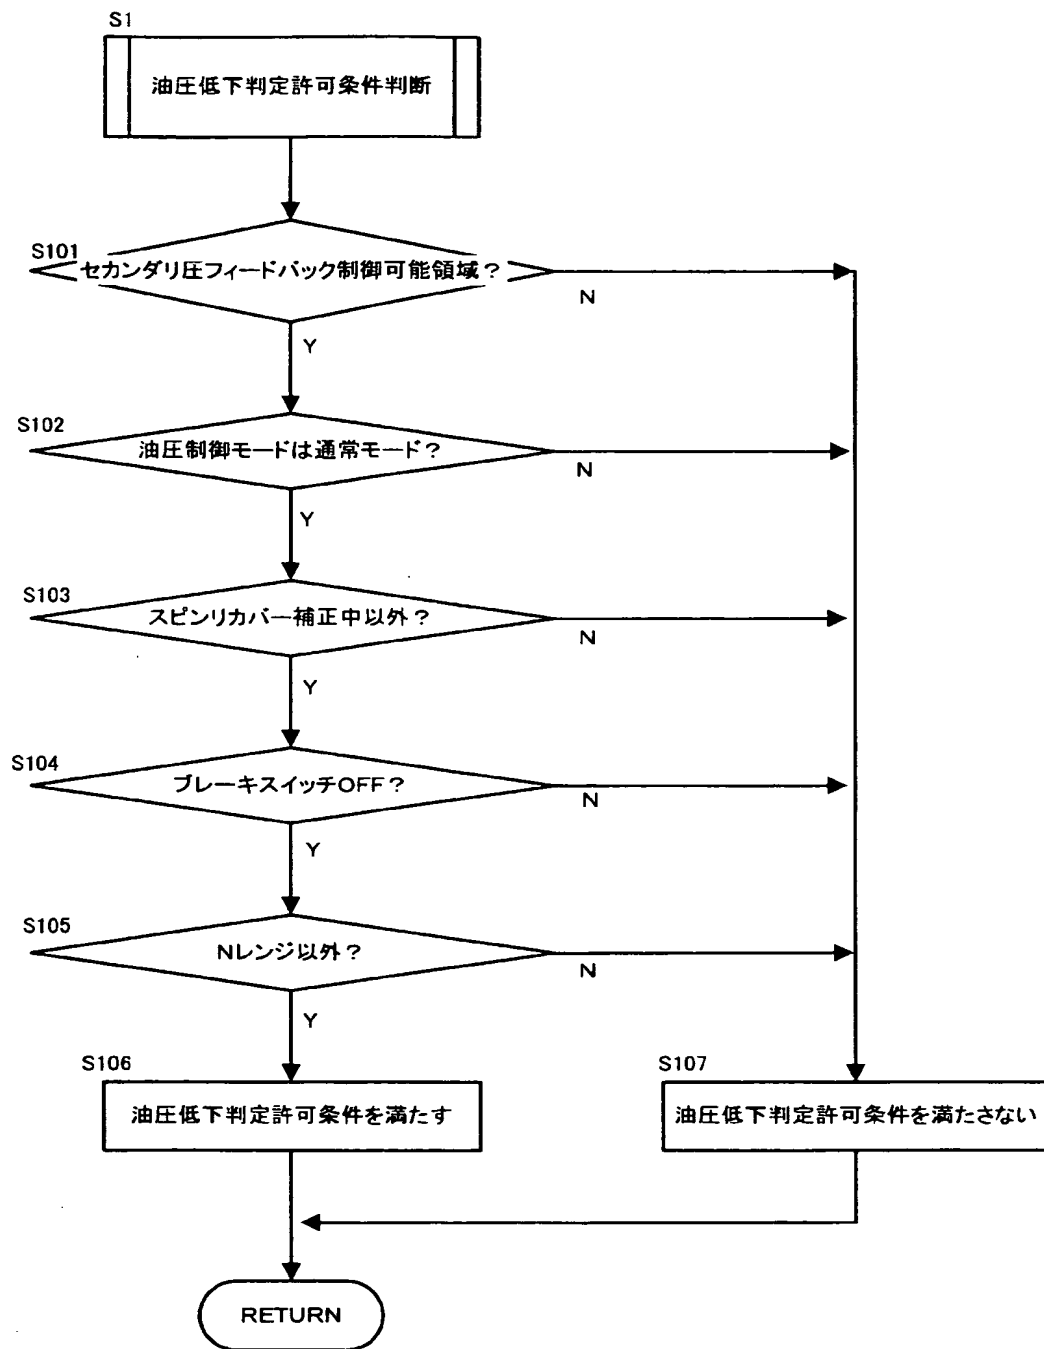 S1
油圧低下判定許可条件判断
S101
セカンダリ圧フィードバック制御可能領域？
N
Y
S102
油圧制御モードは通常モード？
N
Y
S103
スピンリカバー補正中以外？
N
Y
S104
ブレーキスイッチOFF？
N
Y
S105
Nレンジ以外？
N
Y
S106
油圧低下判定許可条件を満たす
S107
油圧低下判定許可条件を満たさない
RETURN